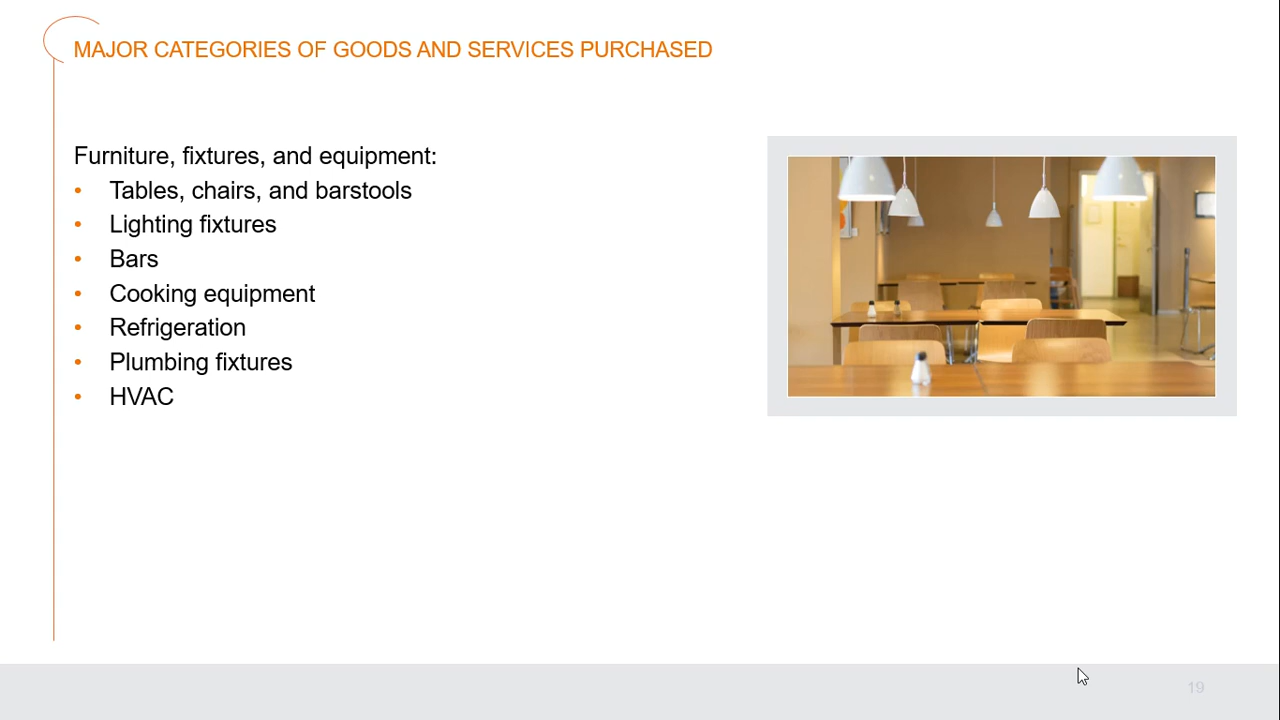 MAJOR CATEGORIES OF GOODS AND SERVICES PURCHASED
Furniture, fixtures, and equipment:
• Tables, chairs, and barstools
• Lighting fixtures
• Bars
• Cooking equipment
• Refrigeration
• Plumbing fixtures
• HVAC
19